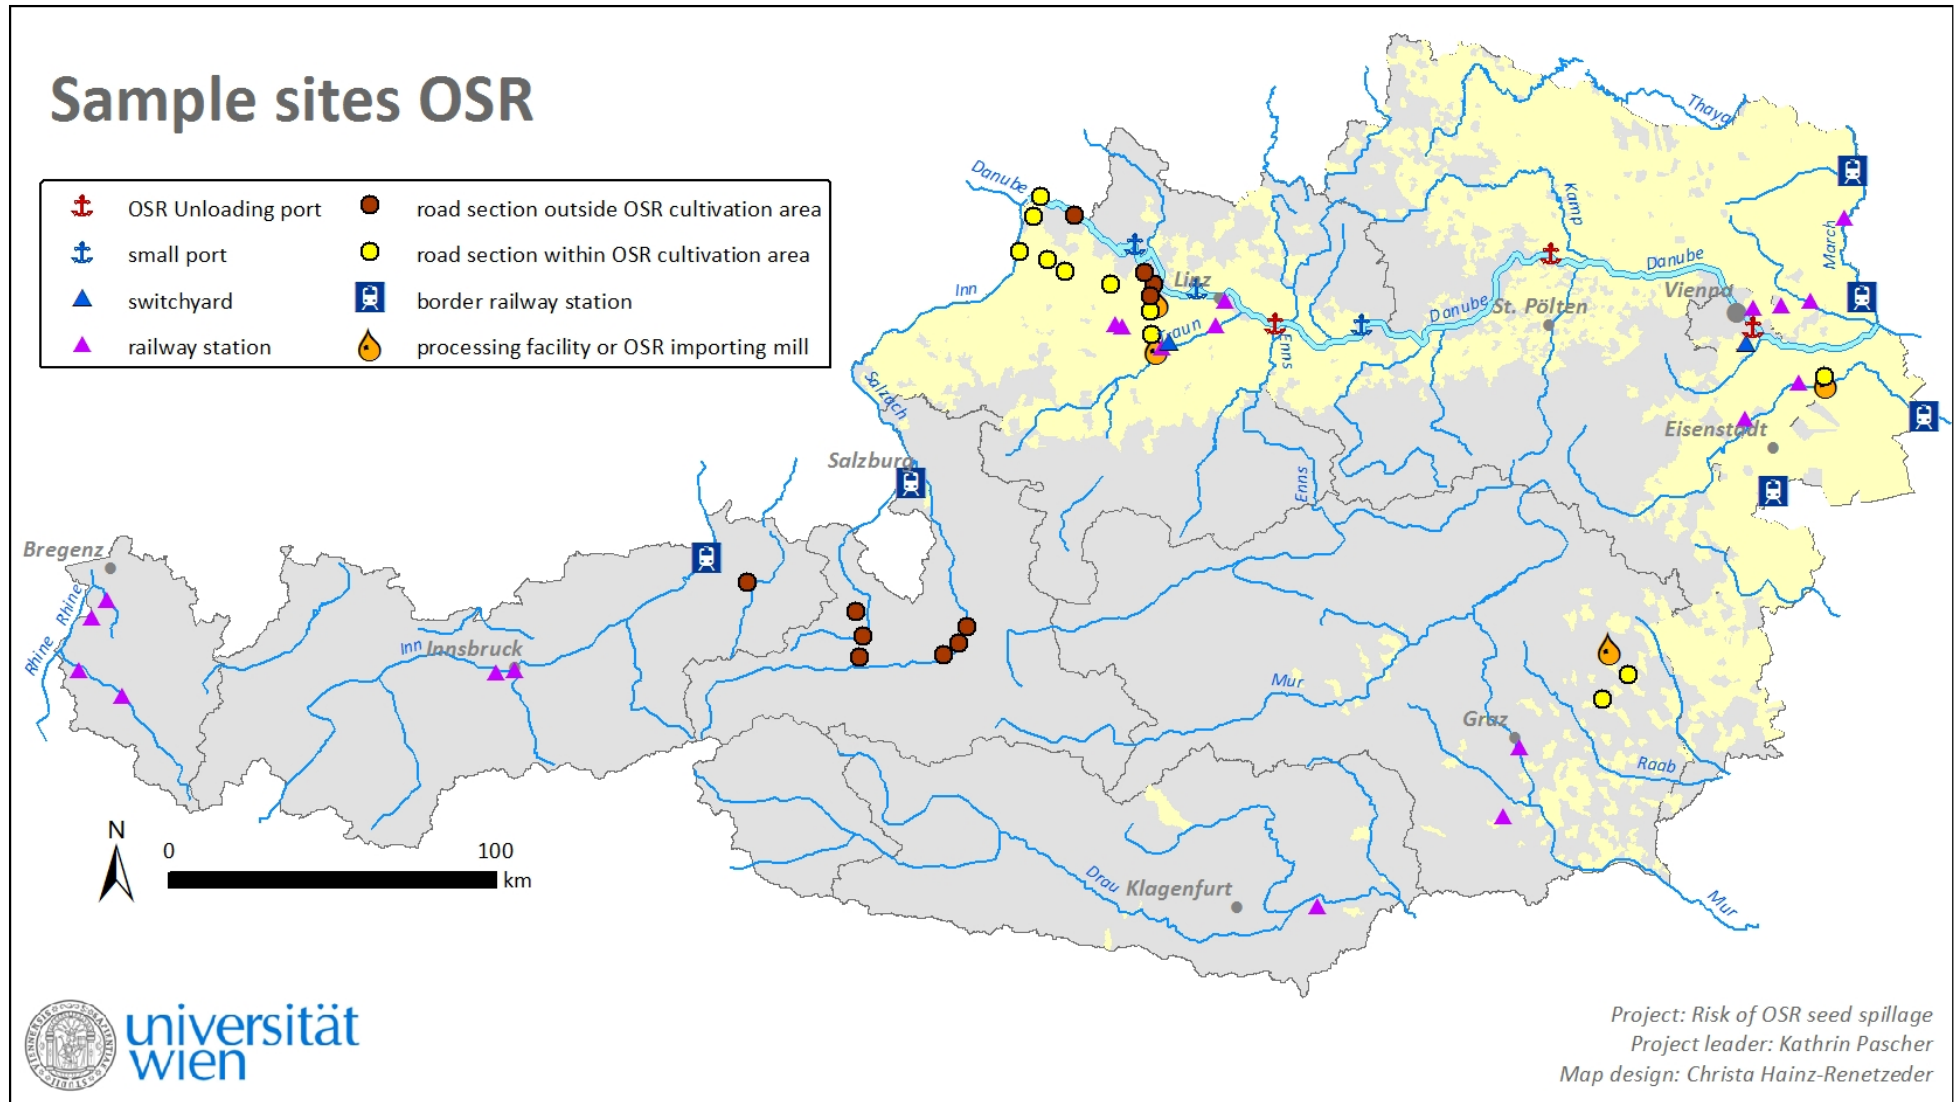 Sample sites OSR
OSR Unloading port
road section outside OSR cultivation area
small port
road section within OSR cultivation area
switchyard
border railway station
railway station
processing facility or OSR importing mill
Thaya
Danube
Kamp
March
Danube
Linz
Inn
Vienna
Danube
St. Pölten
Traun
Enns
Salzach
Eisenstadt
Salzburg
Enns
Bregenz
Rhine
Rhine
Inn
Innsbruck
Mur
Graz
Raab
N
0
100
km
Drau
Klagenfurt
Mur
universität
wien
Project: Risk of OSR seed spillage
Project leader: Kathrin Pascher
Map design: Christa Hainz-Renetzeder